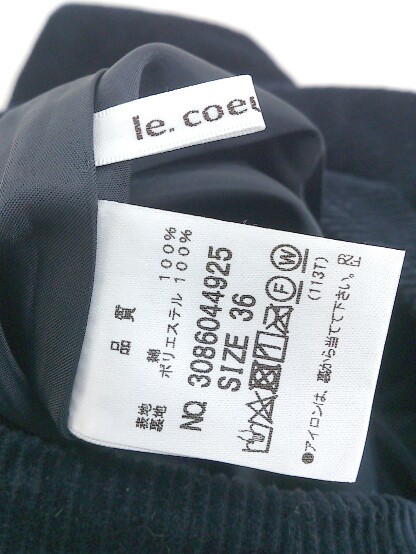 le. coeu
品質
表地 綿 100%
裏地 ポリエステル 100%
NO. 3086044925
SIZE 36
F W
(113T)
●アイロンは、裏から当てて下さい。